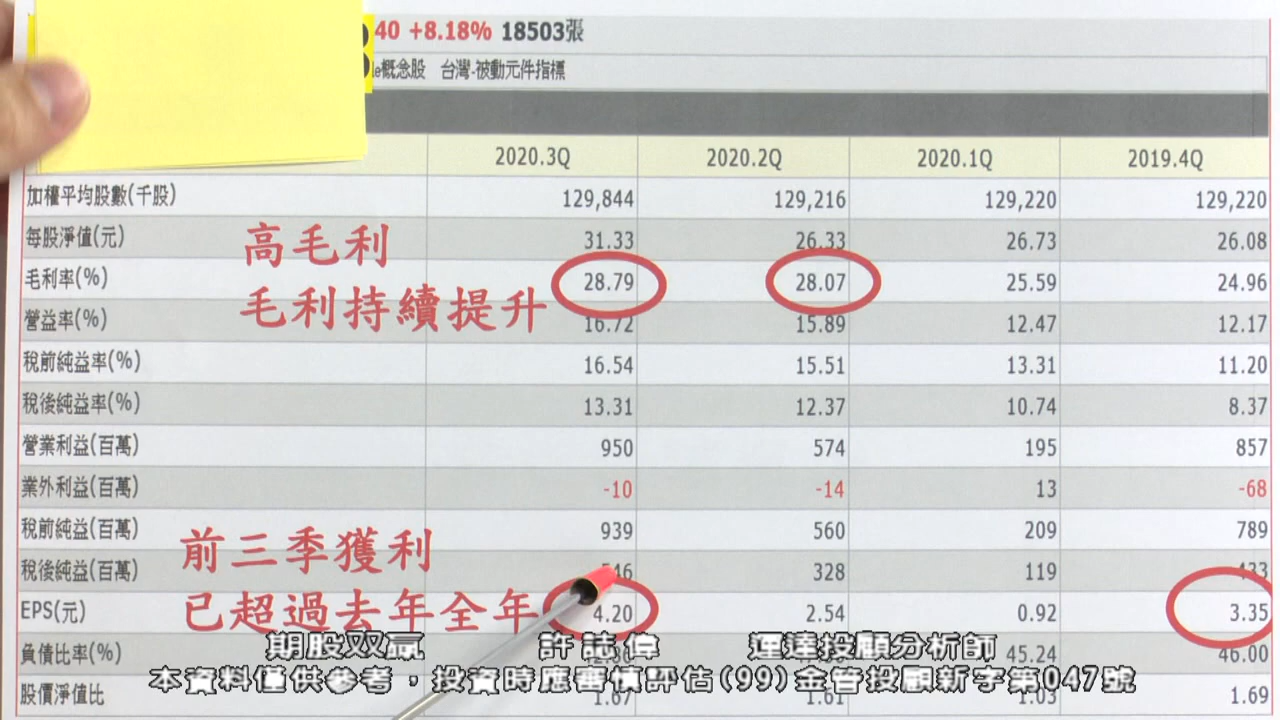 40 +8.18% 18503張
e概念股 台灣-被動元件指標
2020.3Q 2020.2Q 2020.1Q 2019.4Q
加權平均股數(千股) 129,844 129,216 129,220 129,220
每股淨值(元) 31.33 26.33 26.73 26.08
高毛利
毛利率(%) 28.79 28.07 25.59 24.96
毛利持續提升
營益率(%) 16.72 15.89 12.47 12.17
稅前純益率(%) 16.54 15.51 13.31 11.20
稅後純益率(%) 13.31 12.37 10.74 8.37
營業利益(百萬) 950 574 195 857
業外利益(百萬) -10 -14 13 -68
稅前純益(百萬) 939 560 209 789
前三季獲利
稅後純益(百萬) 328 119
已超過去年全年
EPS(元) 4.20 2.54 0.92 3.35
負債比率(%) 45.24 46.00
期股双贏 許誌偉 運達投顧分析師
本資料僅供參考，投資時應審慎評估(99)金管投顧新字第047號
股價淨值比 1.67 1.61 1.03 1.69